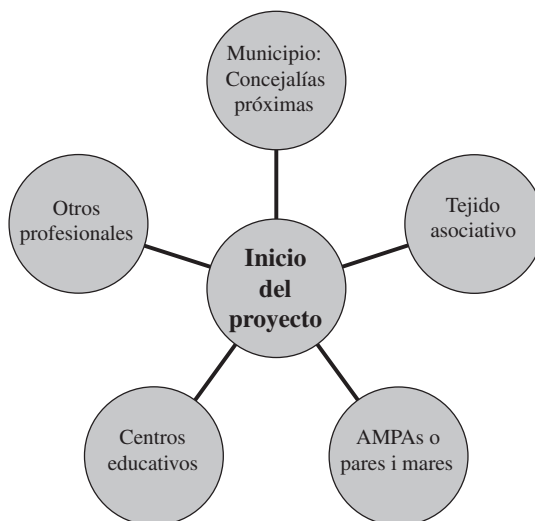 Municipio:
Concejalías
próximas
Otros
profesionales
Tejido
asociativo
Inicio
del
proyecto
Centros
educativos
AMPAs o
pares i mares